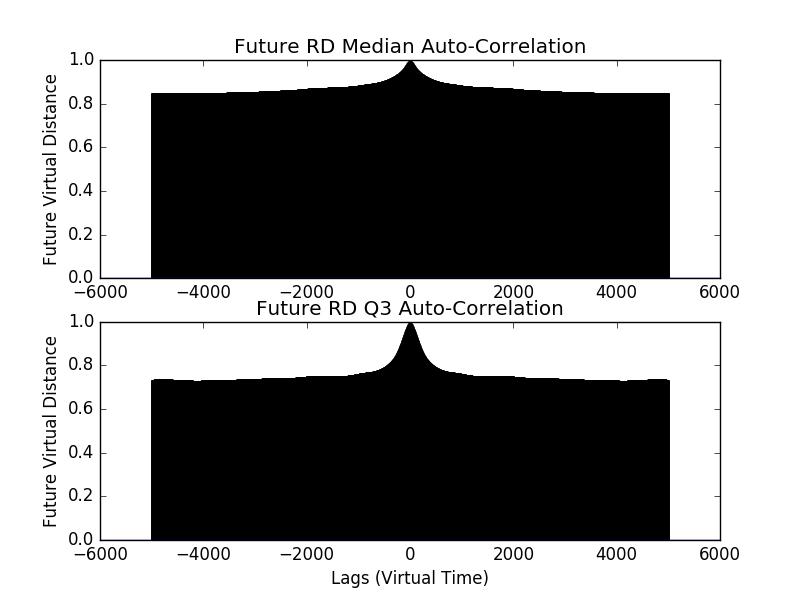 Future RD Median Auto-Correlation
Future Virtual Distance
1.0
0.8
0.6
0.4
0.2
0.0
−6000 −4000 −2000 0 2000 4000 6000
Future RD Q3 Auto-Correlation
Future Virtual Distance
1.0
0.8
0.6
0.4
0.2
0.0
−6000 −4000 −2000 0 2000 4000 6000
Lags (Virtual Time)